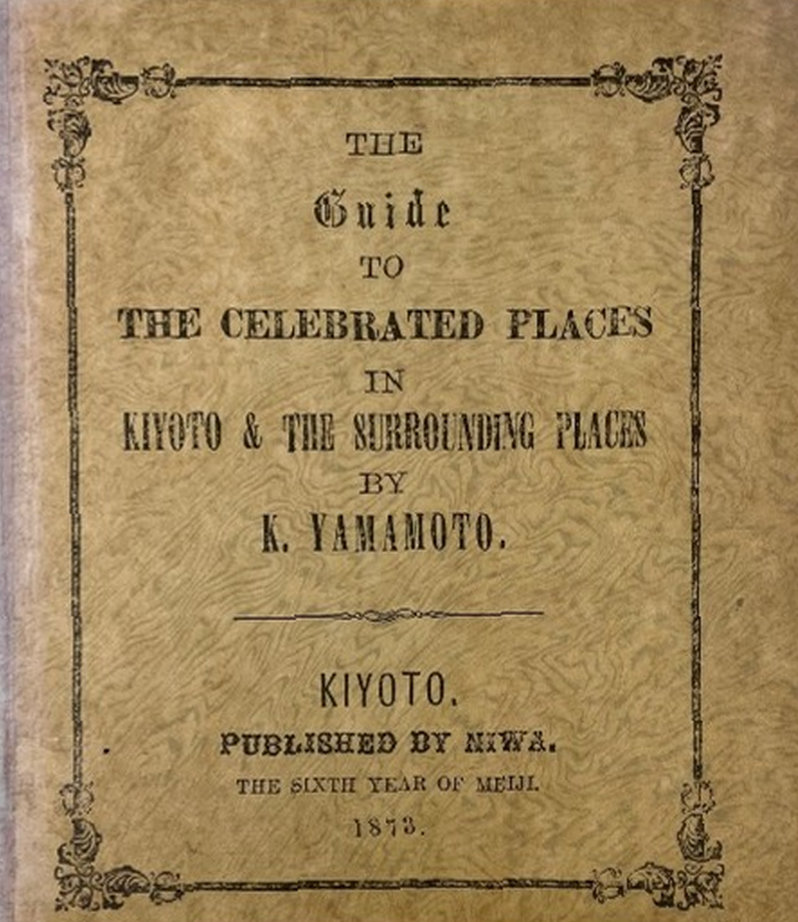 THE
Guide
TO
THE CELEBRATED PLACES
IN
KIYOTO & THE SURROUNDING PLACES
BY
K. YAMAMOTO.
KIYOTO.
PUBLISHED BY NIWA.
THE SIXTH YEAR OF MEIJI.
1873.